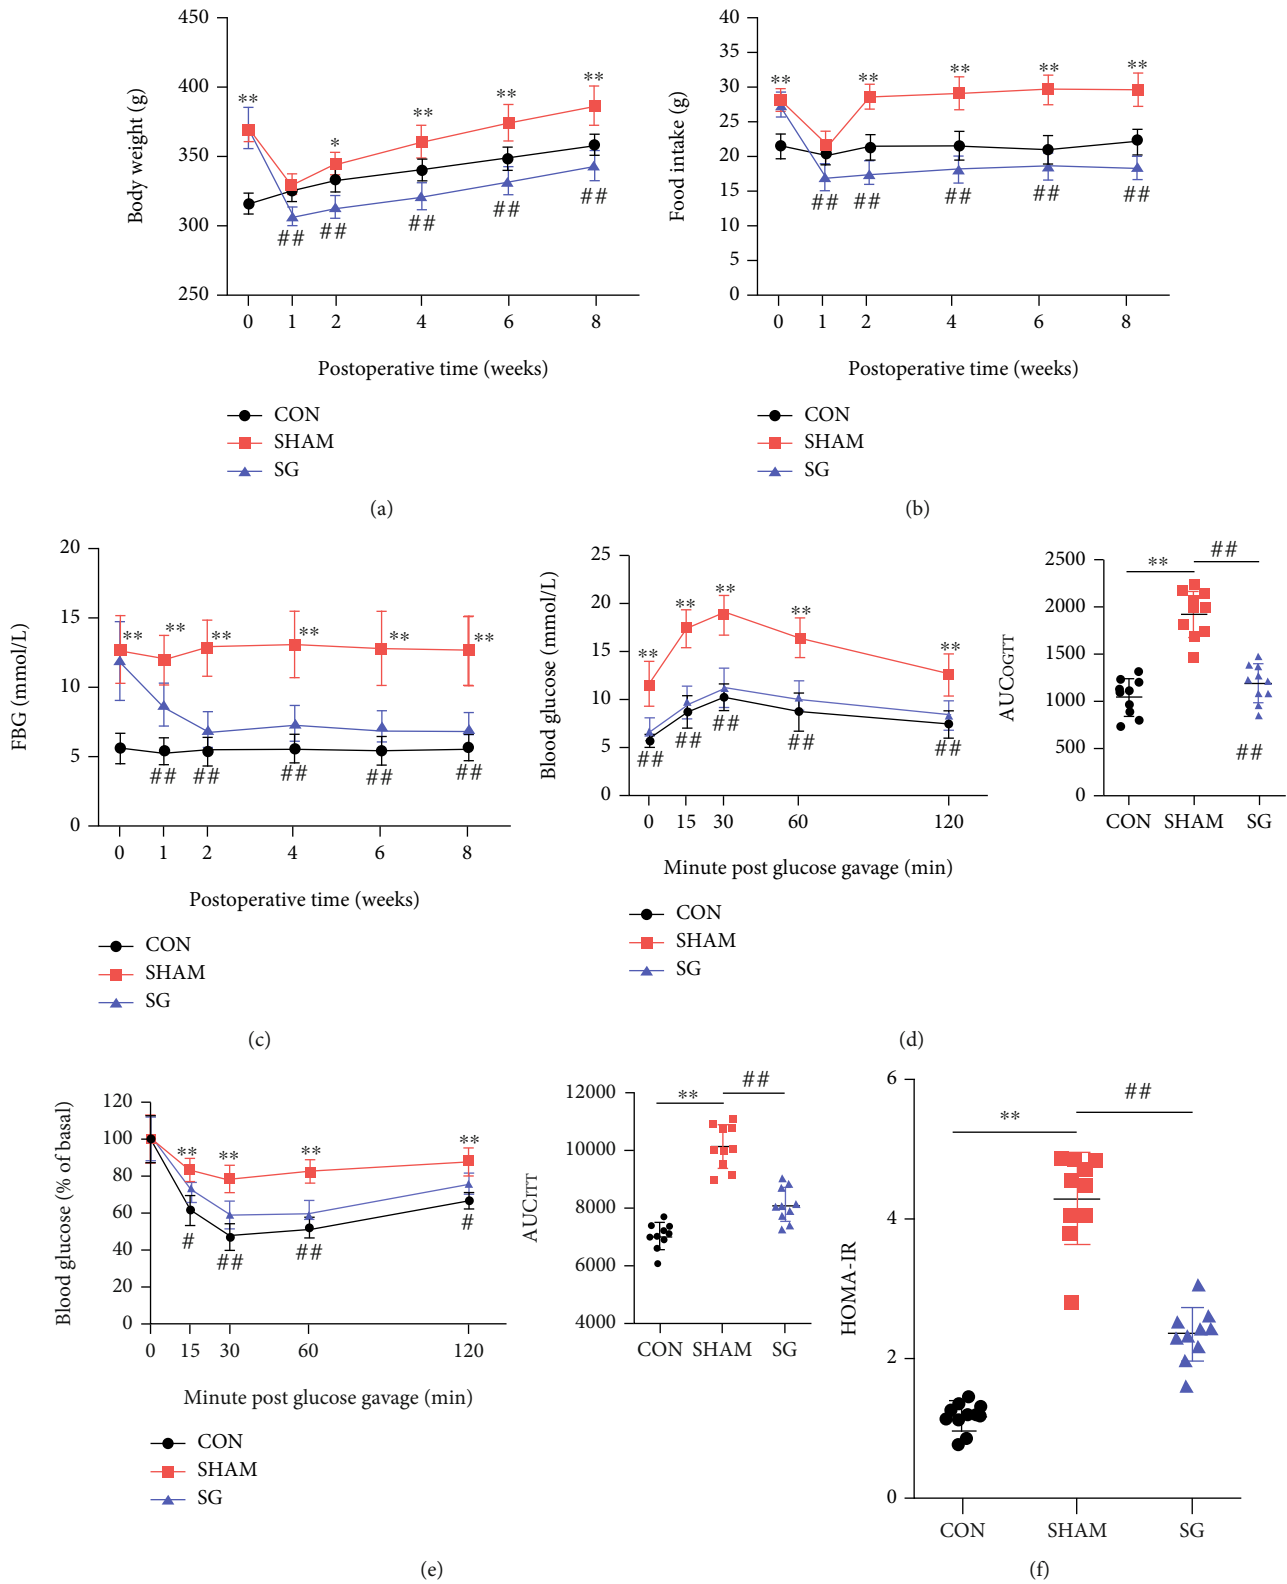 450
400
350
300
250
Body weight (g)
**
*
**
**
**
##
##
##
##
##
0 1 2 4 6 8
Postoperative time (weeks)
CON
SHAM
SG
(a)
40
35
30
25
20
15
10
5
0
Food intake (g)
**
**
**
**
**
##
##
##
##
##
0 1 2 4 6 8
Postoperative time (weeks)
CON
SHAM
SG
(b)
20
15
10
5
0
FBG (mmol/L)
**
**
**
**
**
**
##
##
##
##
##
0 1 2 4 6 8
Postoperative time (weeks)
CON
SHAM
SG
(c)
25
20
15
10
5
0
Blood glucose (mmol/L)
**
**
**
**
**
##
##
##
##
##
0 15 30 60 120
Minute post glucose gavage (min)
CON
SHAM
SG
2500
2000
1500
1000
500
0
AUCOGTT
**
##
##
CON SHAM SG
(d)
120
100
80
60
40
20
0
Blood glucose (% of basal)
**
**
**
**
#
##
##
#
0 15 30 60 120
Minute post glucose gavage (min)
CON
SHAM
SG
12000
10000
8000
6000
4000
AUCITT
**
##
CON SHAM SG
(e)
6
4
2
0
HOMA-IR
**
##
CON SHAM SG
(f)